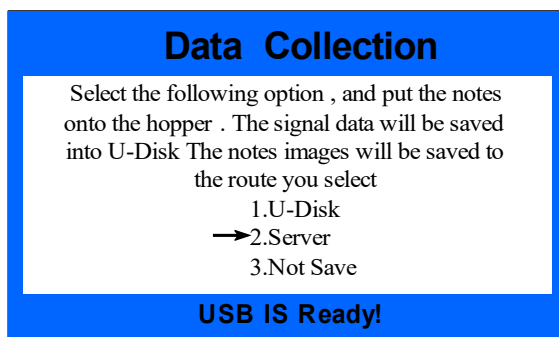 Data Collection
Select the following option , and put the notes
onto the hopper . The signal data will be saved
into U-Disk The notes images will be saved to
the route you select
1.U-Disk
2.Server
3.Not Save
USB IS Ready!